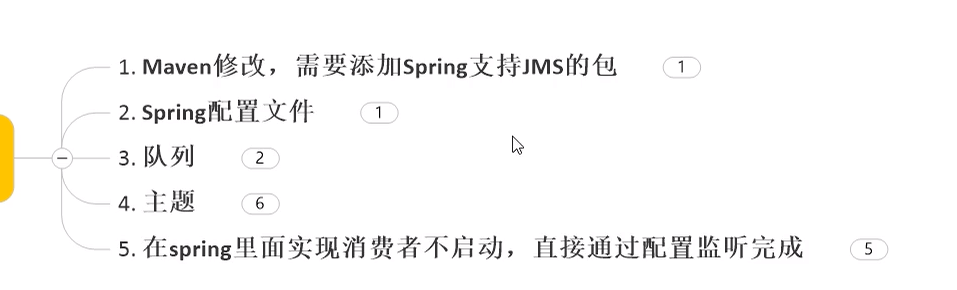 1. Maven修改，需要添加Spring支持JMS的包 1
2. Spring配置文件 1
3. 队列 2
4. 主题 6
5. 在spring里面实现消费者不启动，直接通过配置监听完成 5